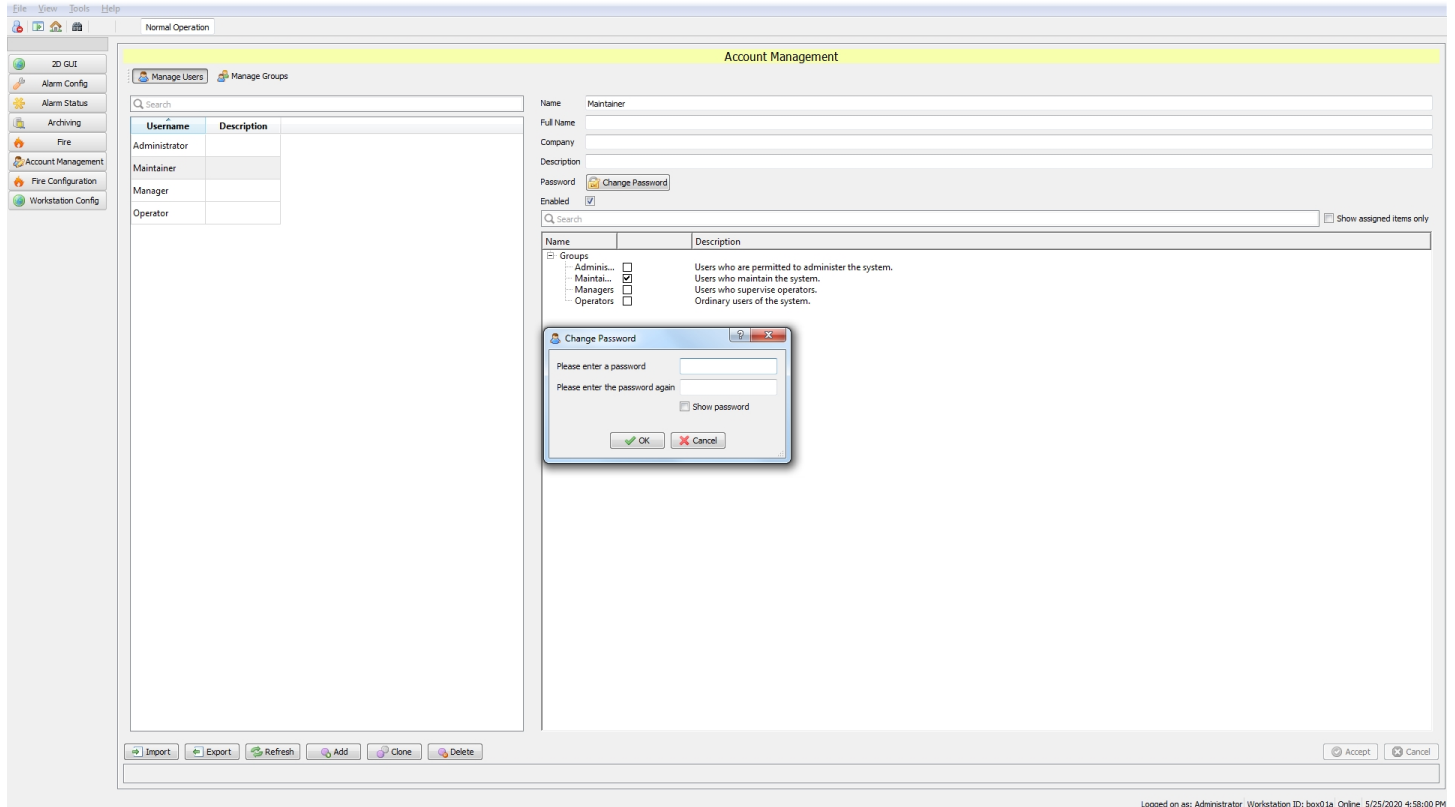 File View Tools Help
Normal Operation
2D GUI
Alarm Config
Alarm Status
Archiving
Fire
Account Management
Fire Configuration
Workstation Config
Account Management
Manage Users Manage Groups
Search
Username Description
Administrator
Maintainer
Manager
Operator
Name Maintainer
Full Name
Company
Description
Password Change Password
Enabled
Search Show assigned items only
Name Description
Groups
Adminis... Users who are permitted to administer the system.
Maintai... Users who maintain the system.
Managers Users who supervise operators.
Operators Ordinary users of the system.
Change Password
Please enter a password
Please enter the password again
Show password
OK Cancel
Import Export Refresh Add Clone Delete
Accept Cancel
Logged on as: Administrator Workstation ID: box01a Online 5/25/2020 4:58:00 PM